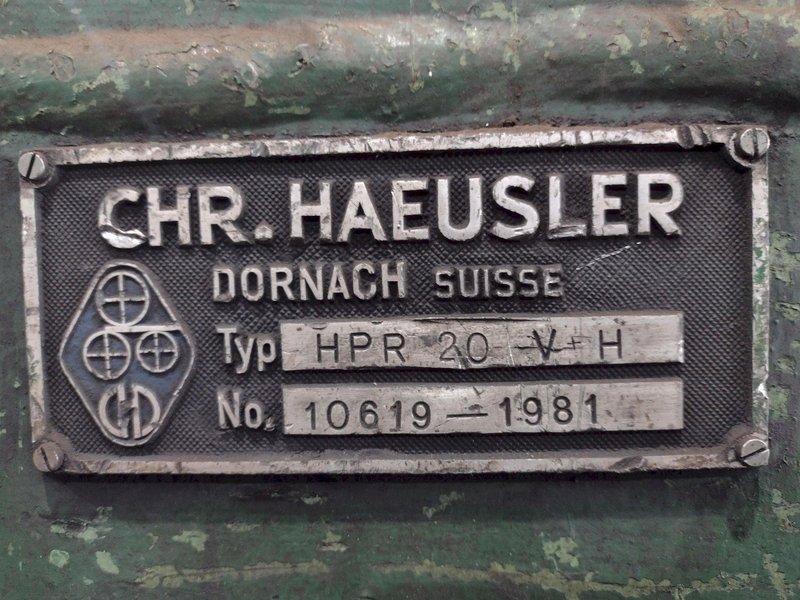 CHR. HAEUSLER
DORNACH SUISSE
Typ HPR 20 V H
No. 10619-1981